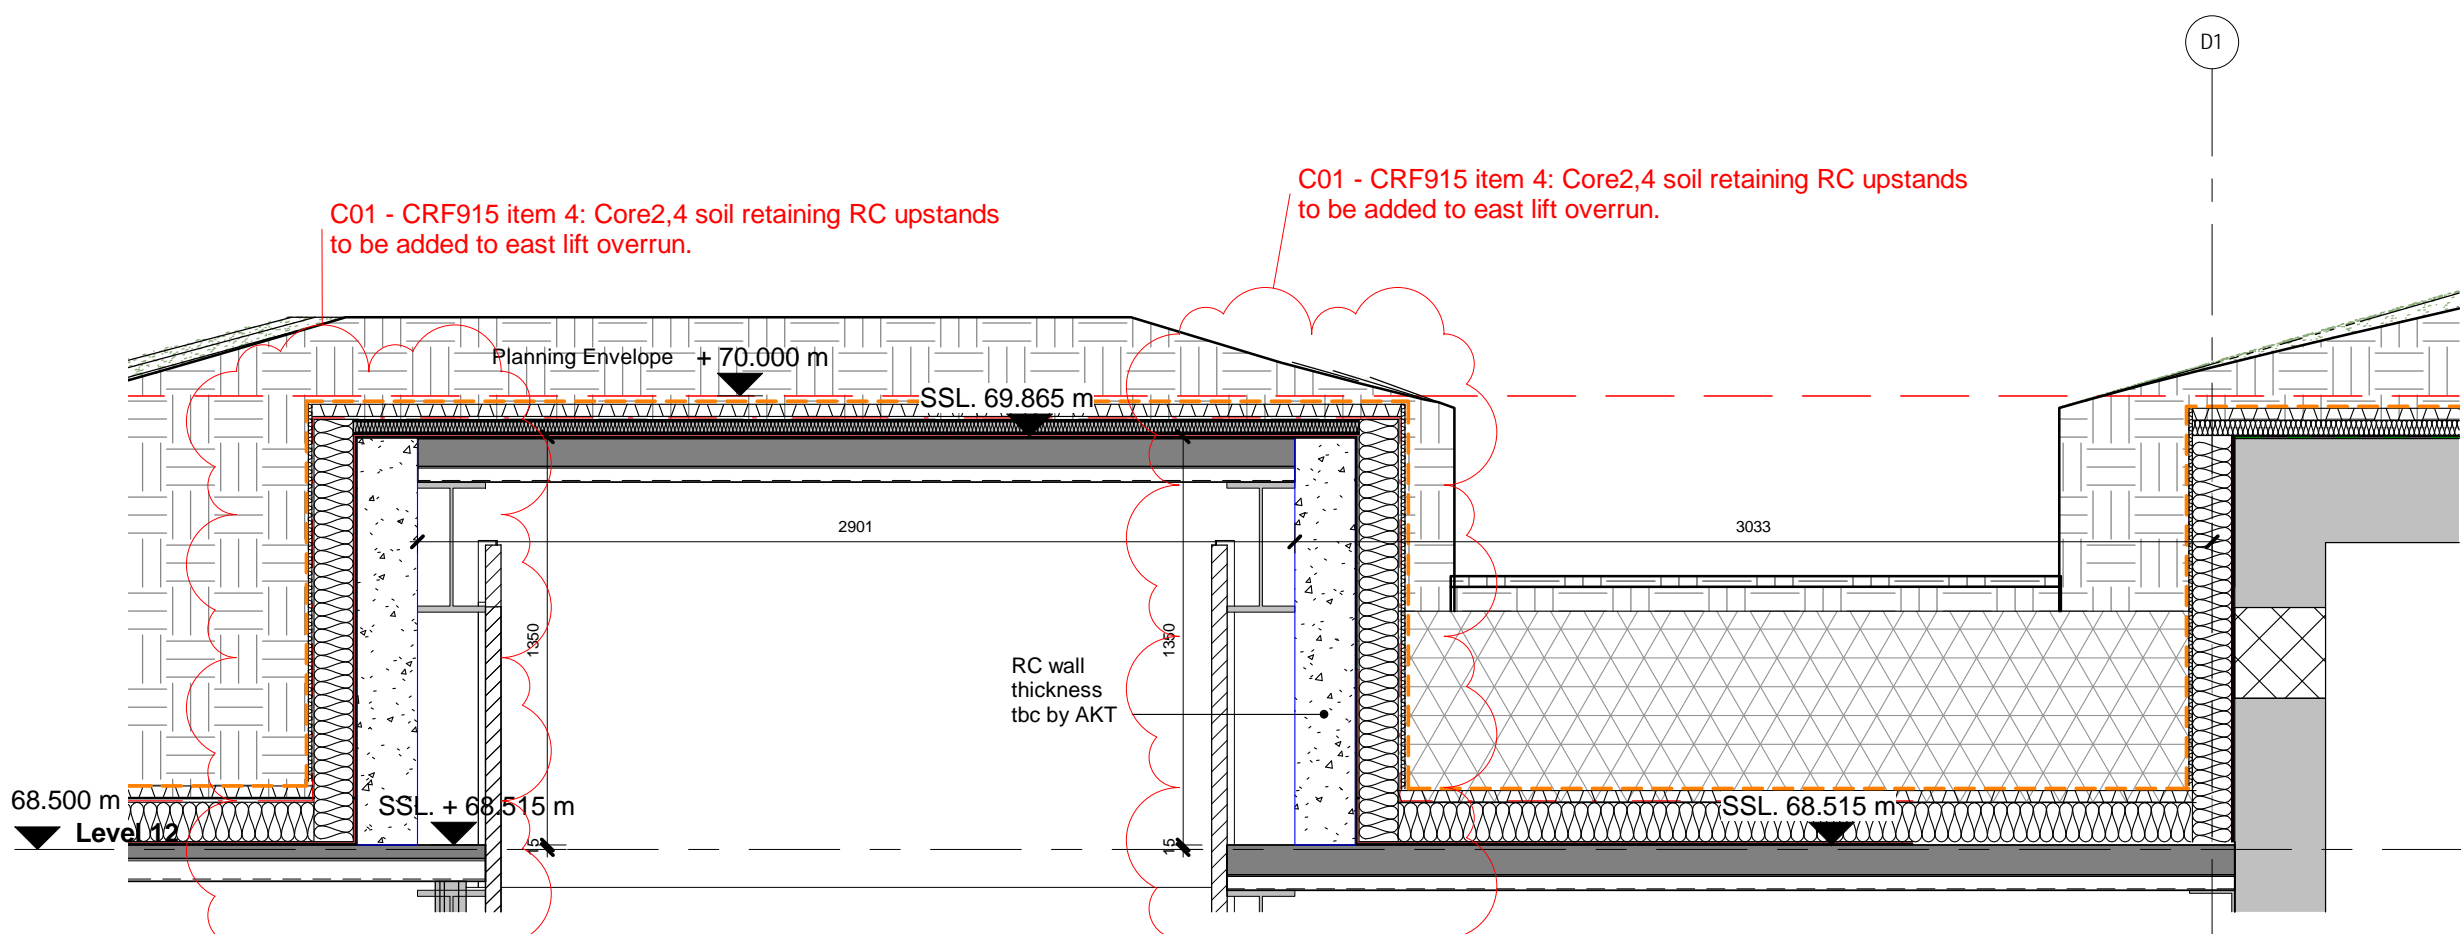 D1
C01 - CRF915 item 4: Core2,4 soil retaining RC upstands
to be added to east lift overrun.
C01 - CRF915 item 4: Core2,4 soil retaining RC upstands
to be added to east lift overrun.
Planning Envelope + 70.000 m
SSL. 69.865 m
2901
3033
1350
1350
RC wall
thickness
tbc by AKT
68.500 m
Level 12
SSL. + 68.515 m
SSL. 68.515 m
15
15